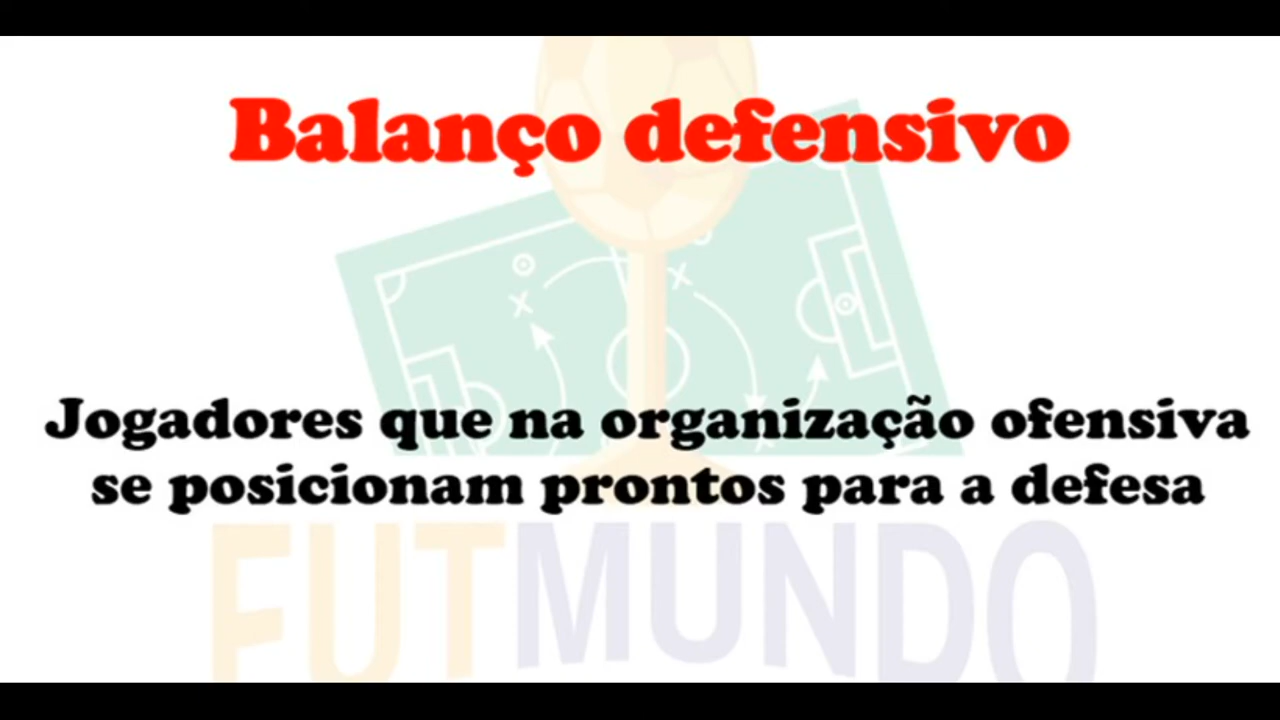 Balanço defensivo
Jogadores que na organização ofensiva
se posicionam prontos para a defesa
FUTMUNDO